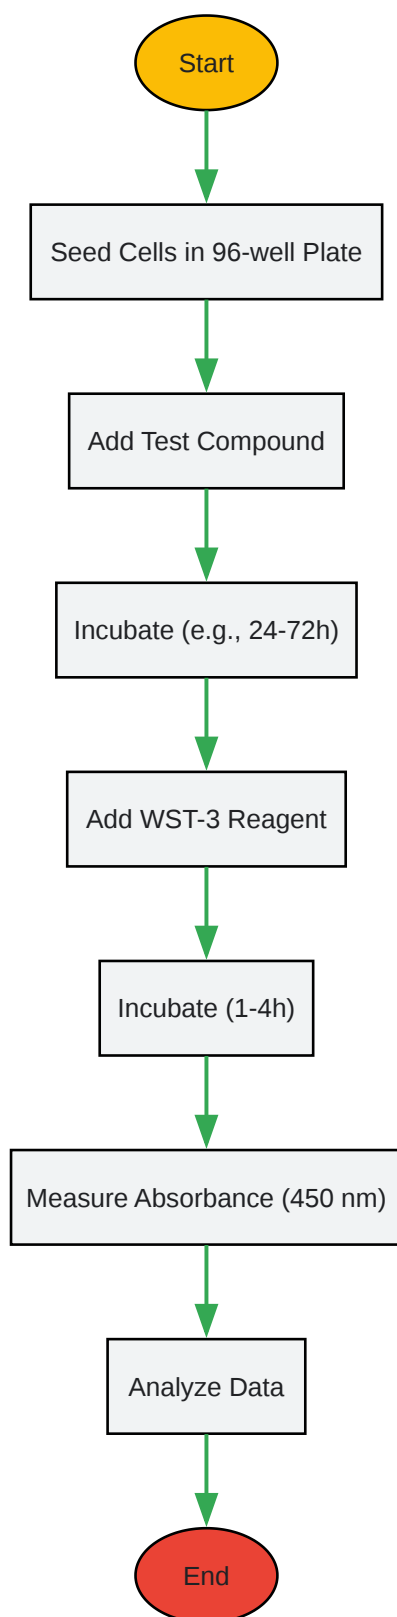 Start
Seed Cells in 96-well Plate
Add Test Compound
Incubate (e.g., 24-72h)
Add WST-3 Reagent
Incubate (1-4h)
Measure Absorbance (450 nm)
Analyze Data
End